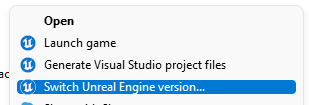 Open
Launch game
Generate Visual Studio project files
Switch Unreal Engine version...